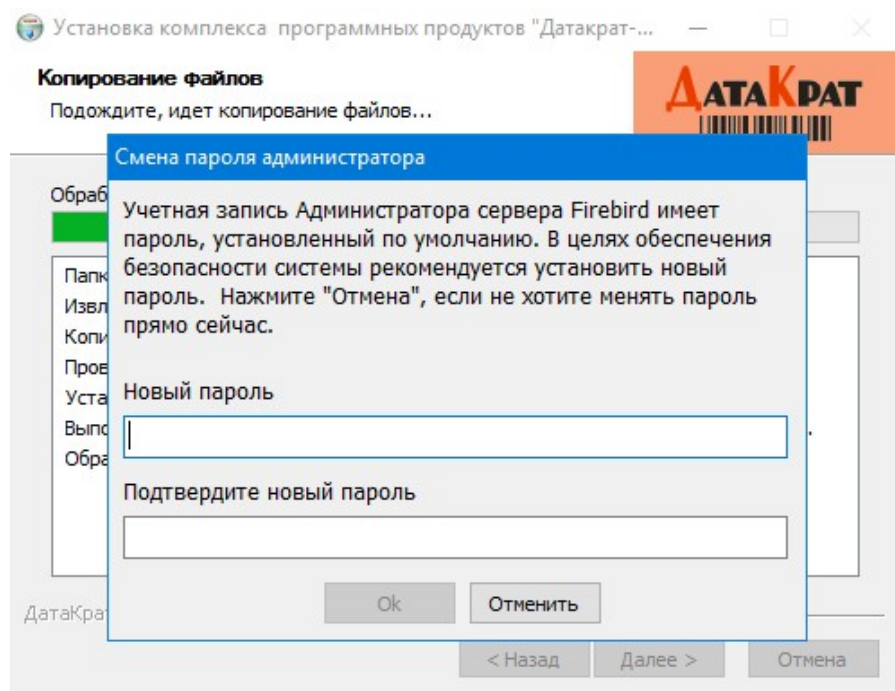 Установка комплекса программных продуктов "Датакрат-...
Копирование файлов
Подождите, идет копирование файлов...
ДАТАКРАТ
Смена пароля администратора
Учетная запись Администратора сервера Firebird имеет
пароль, установленный по умолчанию. В целях обеспечения
безопасности системы рекомендуется установить новый
пароль. Нажмите "Отмена", если не хотите менять пароль
прямо сейчас.
Новый пароль
Подтвердите новый пароль
Ok
Отменить
< Назад
Далее >
Отмена